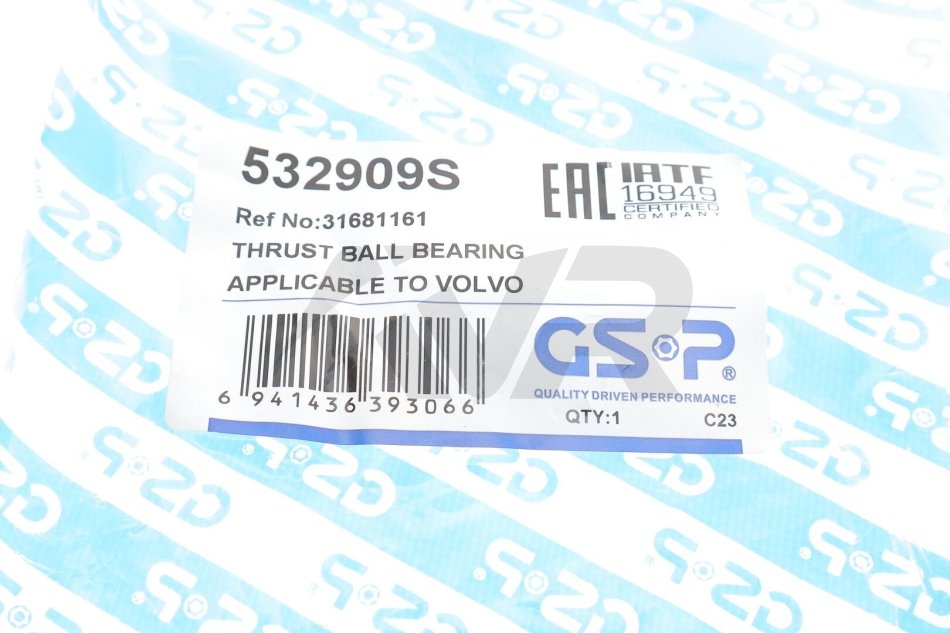 532909S
EAC
IATF
16949
CERTIFIED
COMPANY
Ref No:31681161
THRUST BALL BEARING
APPLICABLE TO VOLVO
6 941436 393066
GSP®
QUALITY DRIVEN PERFORMANCE
QTY:1 C23